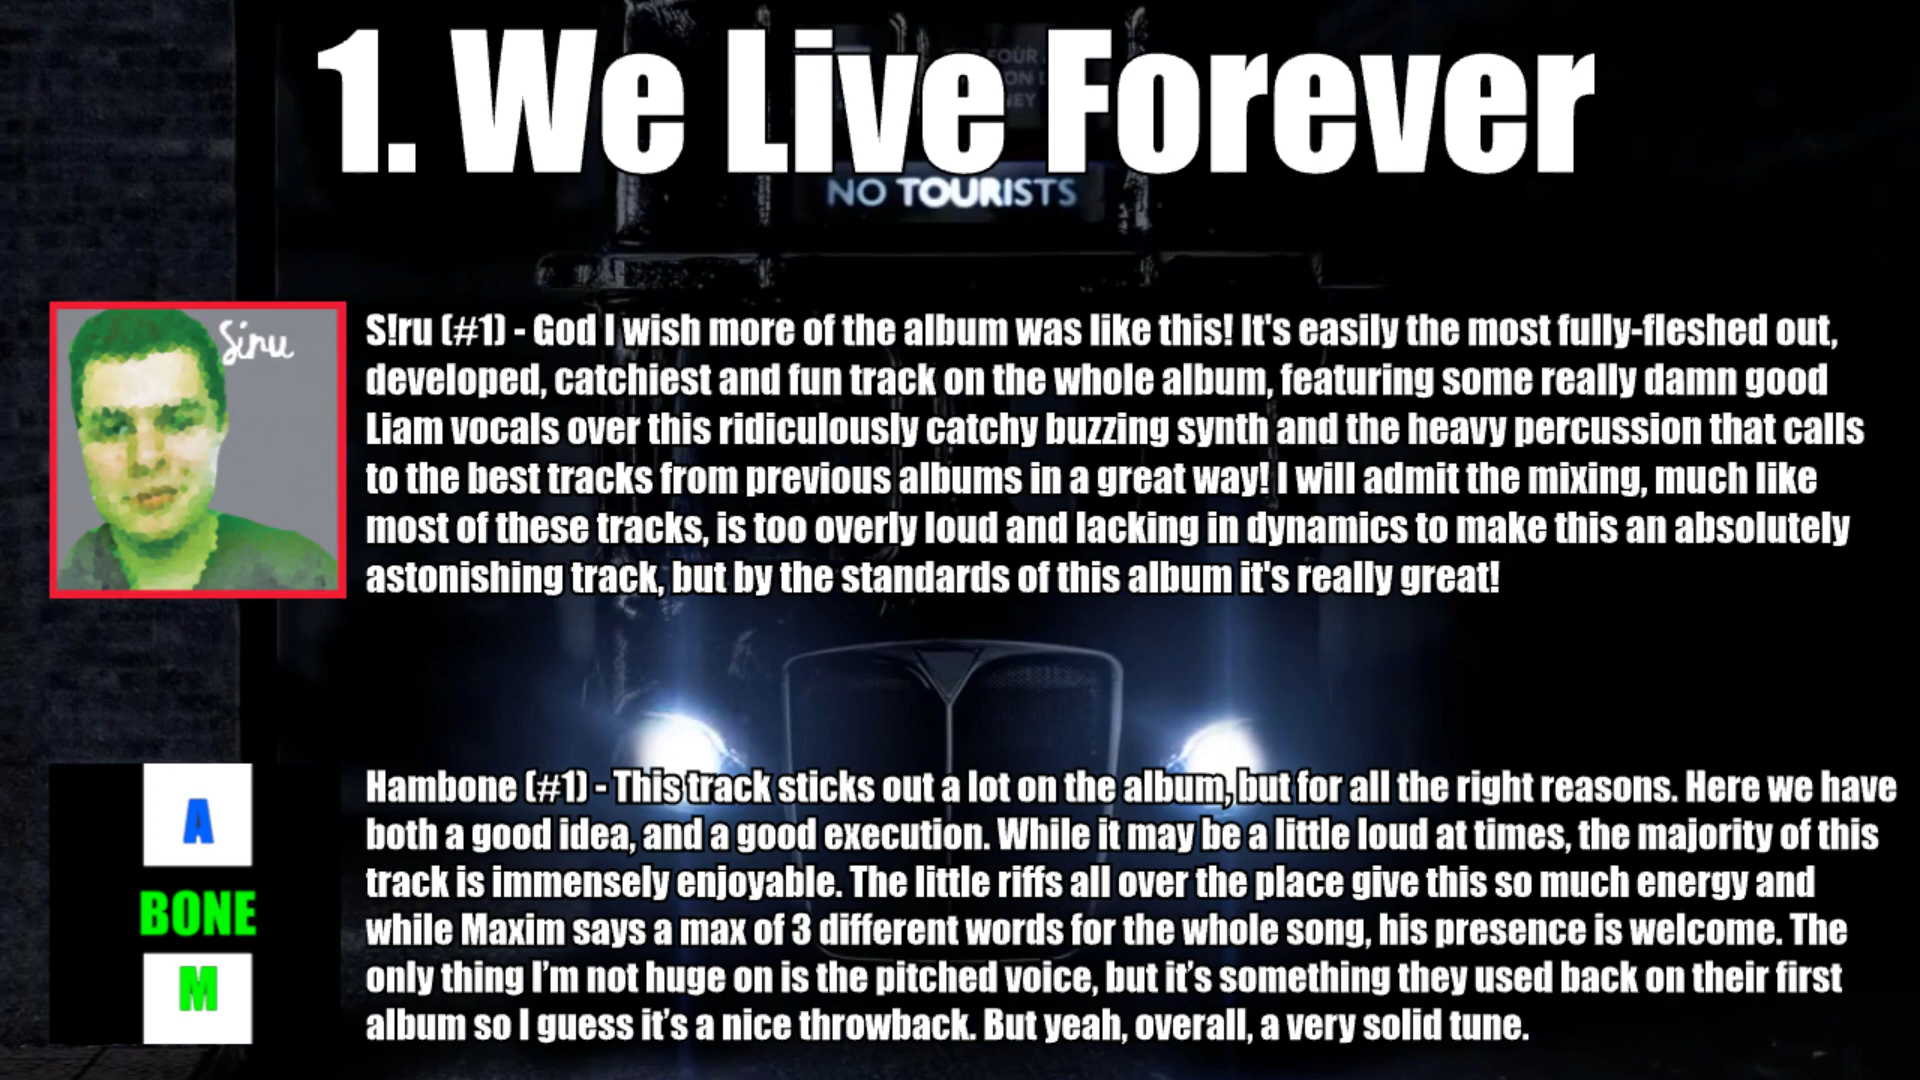 1. We Live Forever
NO TOURISTS
Siru
S!ru (#1) - God I wish more of the album was like this! It's easily the most fully-fleshed out,
developed, catchiest and fun track on the whole album, featuring some really damn good
Liam vocals over this ridiculously catchy buzzing synth and the heavy percussion that calls
to the best tracks from previous albums in a great way! I will admit the mixing, much like
most of these tracks, is too overly loud and lacking in dynamics to make this an absolutely
astonishing track, but by the standards of this album it's really great!
A
BONE
M
Hambone (#1) - This track sticks out a lot on the album, but for all the right reasons. Here we have
both a good idea, and a good execution. While it may be a little loud at times, the majority of this
track is immensely enjoyable. The little riffs all over the place give this so much energy and
while Maxim says a max of 3 different words for the whole song, his presence is welcome. The
only thing I’m not huge on is the pitched voice, but it’s something they used back on their first
album so I guess it’s a nice throwback. But yeah, overall, a very solid tune.